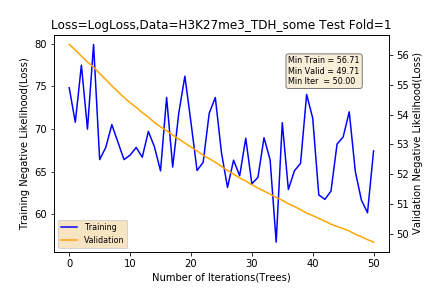 Loss=LogLoss,Data=H3K27me3_TDH_some Test Fold=1
Training Negative Likelihood(Loss)
80
75
70
65
60
Min Train = 56.71
Min Valid = 49.71
Min Iter  = 50.00
56
55
54
53
52
51
50
Validation Negative Likelihood(Loss)
Training
Validation
0
10
20
30
40
50
Number of Iterations(Trees)